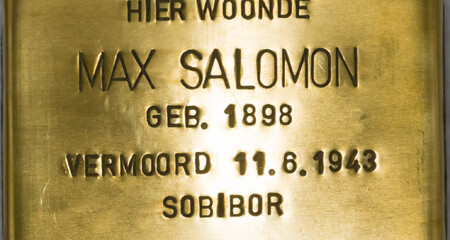 HIER WOONDE
MAX SALOMON
GEB. 1898
VERMOORD 11.6.1943
SOBIBOR